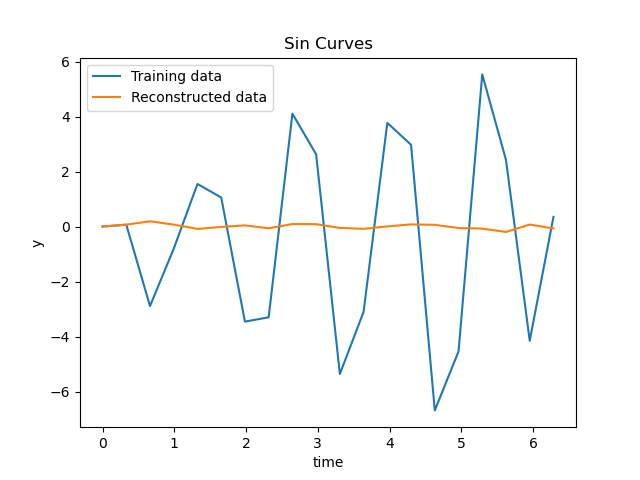 Sin Curves
Training data
Reconstructed data
6
4
2
0
−2
−4
−6
y
0 1 2 3 4 5 6
time